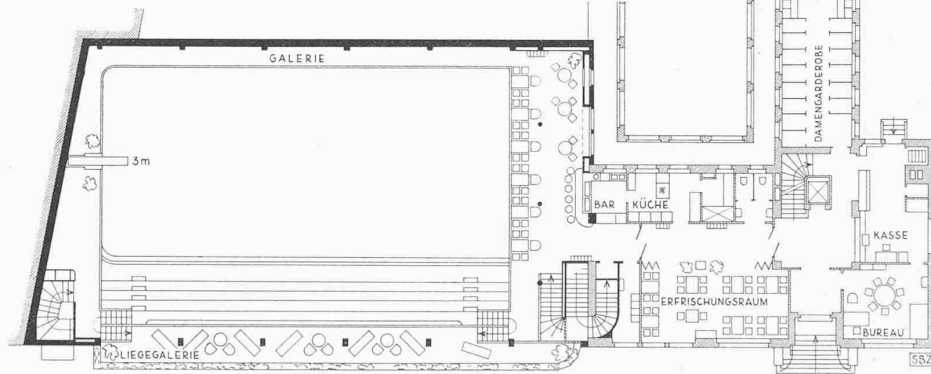 GALERIE
DAMENGARDEROBE
3m
BAR
KÜCHE
KASSE
ERFRISCHUNGSRAUM
BUREAU
LIEGEGALERIE
SBZ